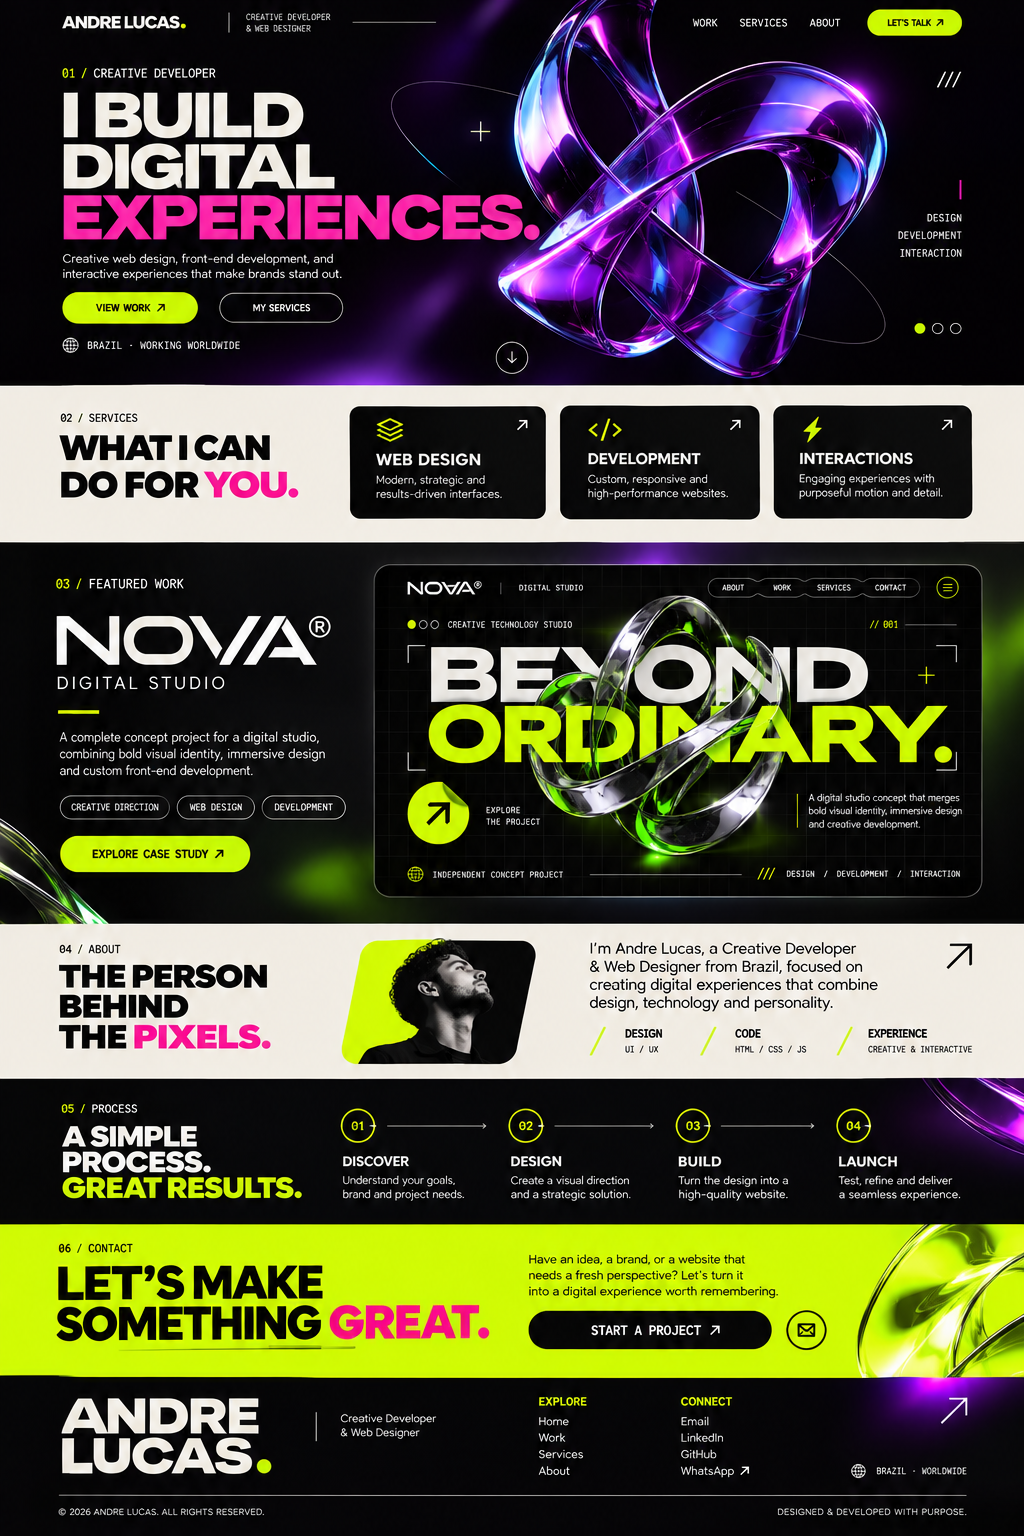 ANDRE LUCAS.
CREATIVE DEVELOPER
& WEB DESIGNER
WORK
SERVICES
ABOUT
LET'S TALK ↗
01 / CREATIVE DEVELOPER
I BUILD
DIGITAL
EXPERIENCES.
Creative web design, front-end development, and
interactive experiences that make brands stand out.
VIEW WORK ↗
MY SERVICES
BRAZIL · WORKING WORLDWIDE
///
DESIGN
DEVELOPMENT
INTERACTION
02 / SERVICES
WHAT I CAN
DO FOR YOU.
WEB DESIGN
Modern, strategic and
results-driven interfaces.
</>
DEVELOPMENT
Custom, responsive and
high-performance websites.
INTERACTIONS
Engaging experiences with
purposeful motion and detail.
03 / FEATURED WORK
NOVA®
DIGITAL STUDIO
A complete concept project for a digital studio,
combining bold visual identity, immersive design
and custom front-end development.
CREATIVE DIRECTION
WEB DESIGN
DEVELOPMENT
EXPLORE CASE STUDY ↗
NOVA®
DIGITAL STUDIO
ABOUT
WORK
SERVICES
CONTACT
CREATIVE TECHNOLOGY STUDIO
// 001
BEYOND
ORDINARY.
EXPLORE
THE PROJECT
A digital studio concept that merges
bold visual identity, immersive design
and creative development.
INDEPENDENT CONCEPT PROJECT
/// DESIGN / DEVELOPMENT / INTERACTION
04 / ABOUT
THE PERSON
BEHIND
THE PIXELS.
I'm Andre Lucas, a Creative Developer
& Web Designer from Brazil, focused on
creating digital experiences that combine
design, technology and personality.
DESIGN
UI / UX
CODE
HTML / CSS / JS
EXPERIENCE
CREATIVE & INTERACTIVE
05 / PROCESS
A SIMPLE
PROCESS.
GREAT RESULTS.
01
DISCOVER
Understand your goals,
brand and project needs.
02
DESIGN
Create a visual direction
and a strategic solution.
03
BUILD
Turn the design into a
high-quality website.
04
LAUNCH
Test, refine and deliver
a seamless experience.
06 / CONTACT
LET'S MAKE
SOMETHING GREAT.
Have an idea, a brand, or a website that
needs a fresh perspective? Let's turn it
into a digital experience worth remembering.
START A PROJECT ↗
ANDRE
LUCAS.
Creative Developer
& Web Designer
EXPLORE
Home
Work
Services
About
CONNECT
Email
LinkedIn
GitHub
WhatsApp ↗
BRAZIL · WORLDWIDE
© 2026 ANDRE LUCAS. ALL RIGHTS RESERVED.
DESIGNED & DEVELOPED WITH PURPOSE.